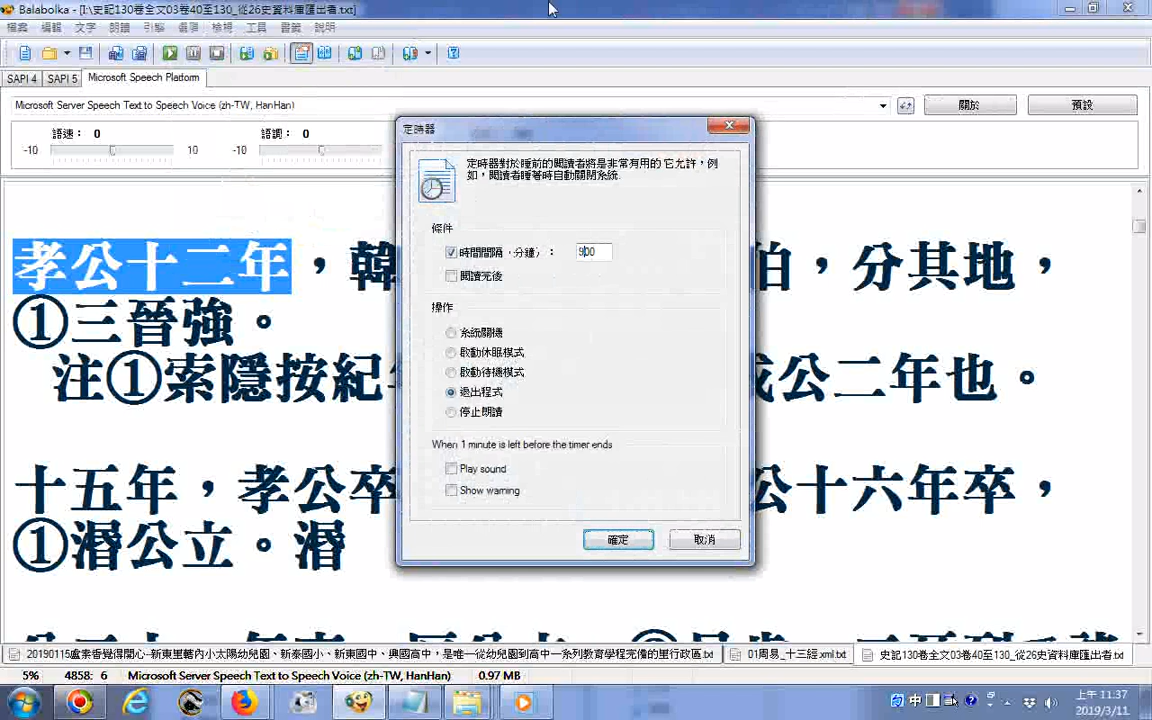 Balabolka - [I:\史記130卷全文03卷40至130_從26史資料庫匯出者.txt]
檔案 編輯 文字 朗讀 引擎 選項 檢視 工具 書籤 說明
SAPI 4 SAPI 5 Microsoft Speech Platform
Microsoft Server Speech Text to Speech Voice (zh-TW, HanHan) 關於 預設
語速： 0 語調： 0
-10 10 -10
定時器
定時器對於睡前的閱讀者將是非常有用的 它允許，例
如，閱讀者睡著時自動關閉系統.
條件
時間間隔，分鐘）： 900
閱讀完後
操作
系統關機
啟動休眠模式
啟動待機模式
退出程式
停止朗讀
When 1 minute is left before the timer ends
Play sound
Show warning
確定 取消
孝公十二年，韓 伯，分其地，
①三晉強。
注①索隱按紀 成公二年也。
十五年，孝公卒 公十六年卒，
①湣公立。湣
20190115盧素香覺得開心--新東里轄內小太陽幼兒園、新泰國小、新東國中、興國高中，是唯一從幼兒園到高中一系列教育學程完備的里行政區.txt 01周易_十三經.xml.txt 史記130卷全文03卷40至130_從26史資料庫匯出者.txt
5% 4858: 6 Microsoft Server Speech Text to Speech Voice (zh-TW, HanHan) 0.97 MB
中 上午 11:37
2019/3/11